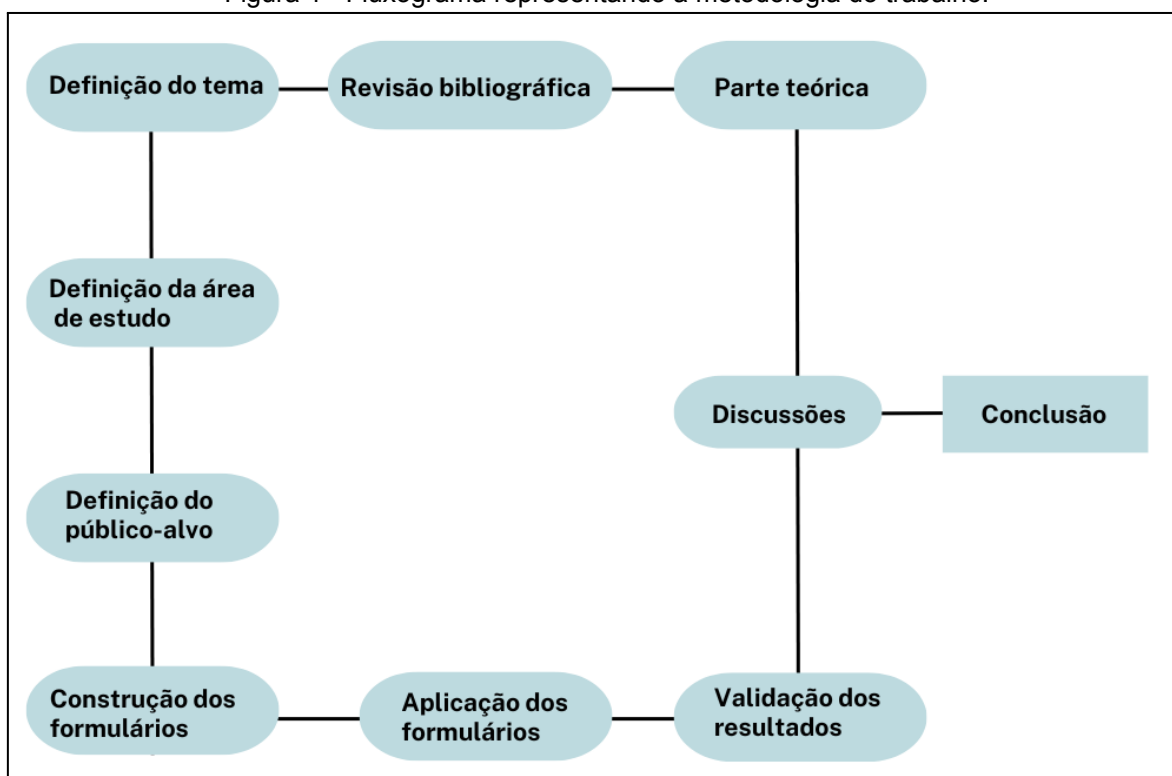 Figura 1 - Fluxograma representando a metodologia do trabalho.
Definição do tema
Revisão bibliográfica
Parte teórica
Definição da área
de estudo
Discussões
Conclusão
Definição do
público-alvo
Construção dos
formulários
Aplicação dos
formulários
Validação dos
resultados